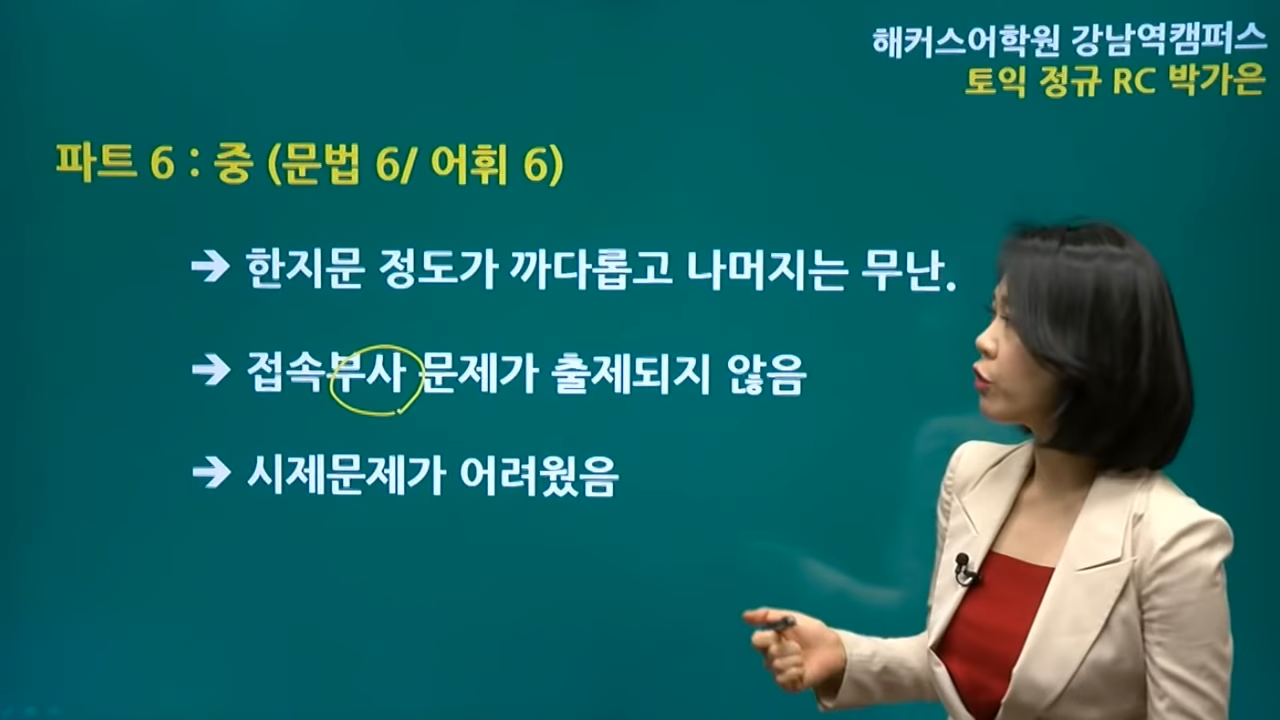 해커스어학원 강남역캠퍼스
토익 정규 RC 박가은
파트 6 : 중 (문법 6/ 어휘 6)
➔ 한지문 정도가 까다롭고 나머지는 무난.
➔ 접속부사 문제가 출제되지 않음
➔ 시제문제가 어려웠음